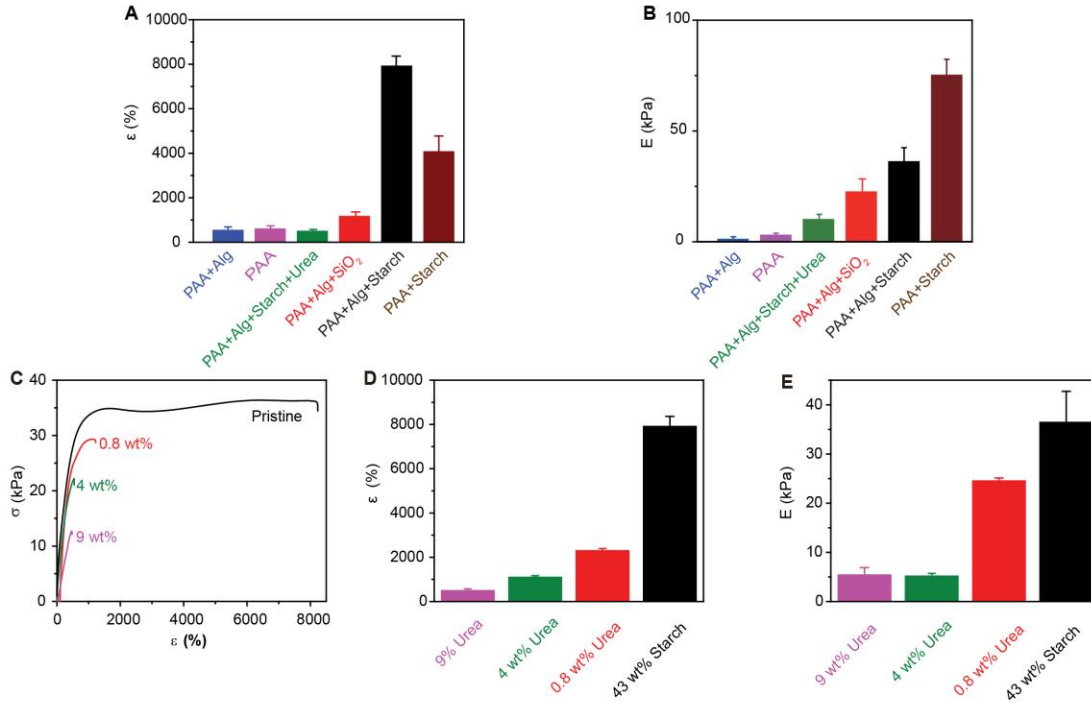 A
10000
8000
6000
4000
2000
0
ε (%)
PAA+Alg
PAA
PAA+Alg+Starch+Urea
PAA+Alg+SiO₂
PAA+Alg+Starch
PAA+Starch
B
100
50
0
E (kPa)
PAA+Alg
PAA
PAA+Alg+Starch+Urea
PAA+Alg+SiO₂
PAA+Alg+Starch
PAA+Starch
C
40
30
20
10
0
σ (kPa)
Pristine
0.8 wt%
4 wt%
9 wt%
0 2000 4000 6000 8000
ε (%)
D
10000
8000
6000
4000
2000
0
ε (%)
9% Urea
4 wt% Urea
0.8 wt% Urea
43 wt% Starch
E
40
30
20
10
0
E (kPa)
9 wt% Urea
4 wt% Urea
0.8 wt% Urea
43 wt% Starch